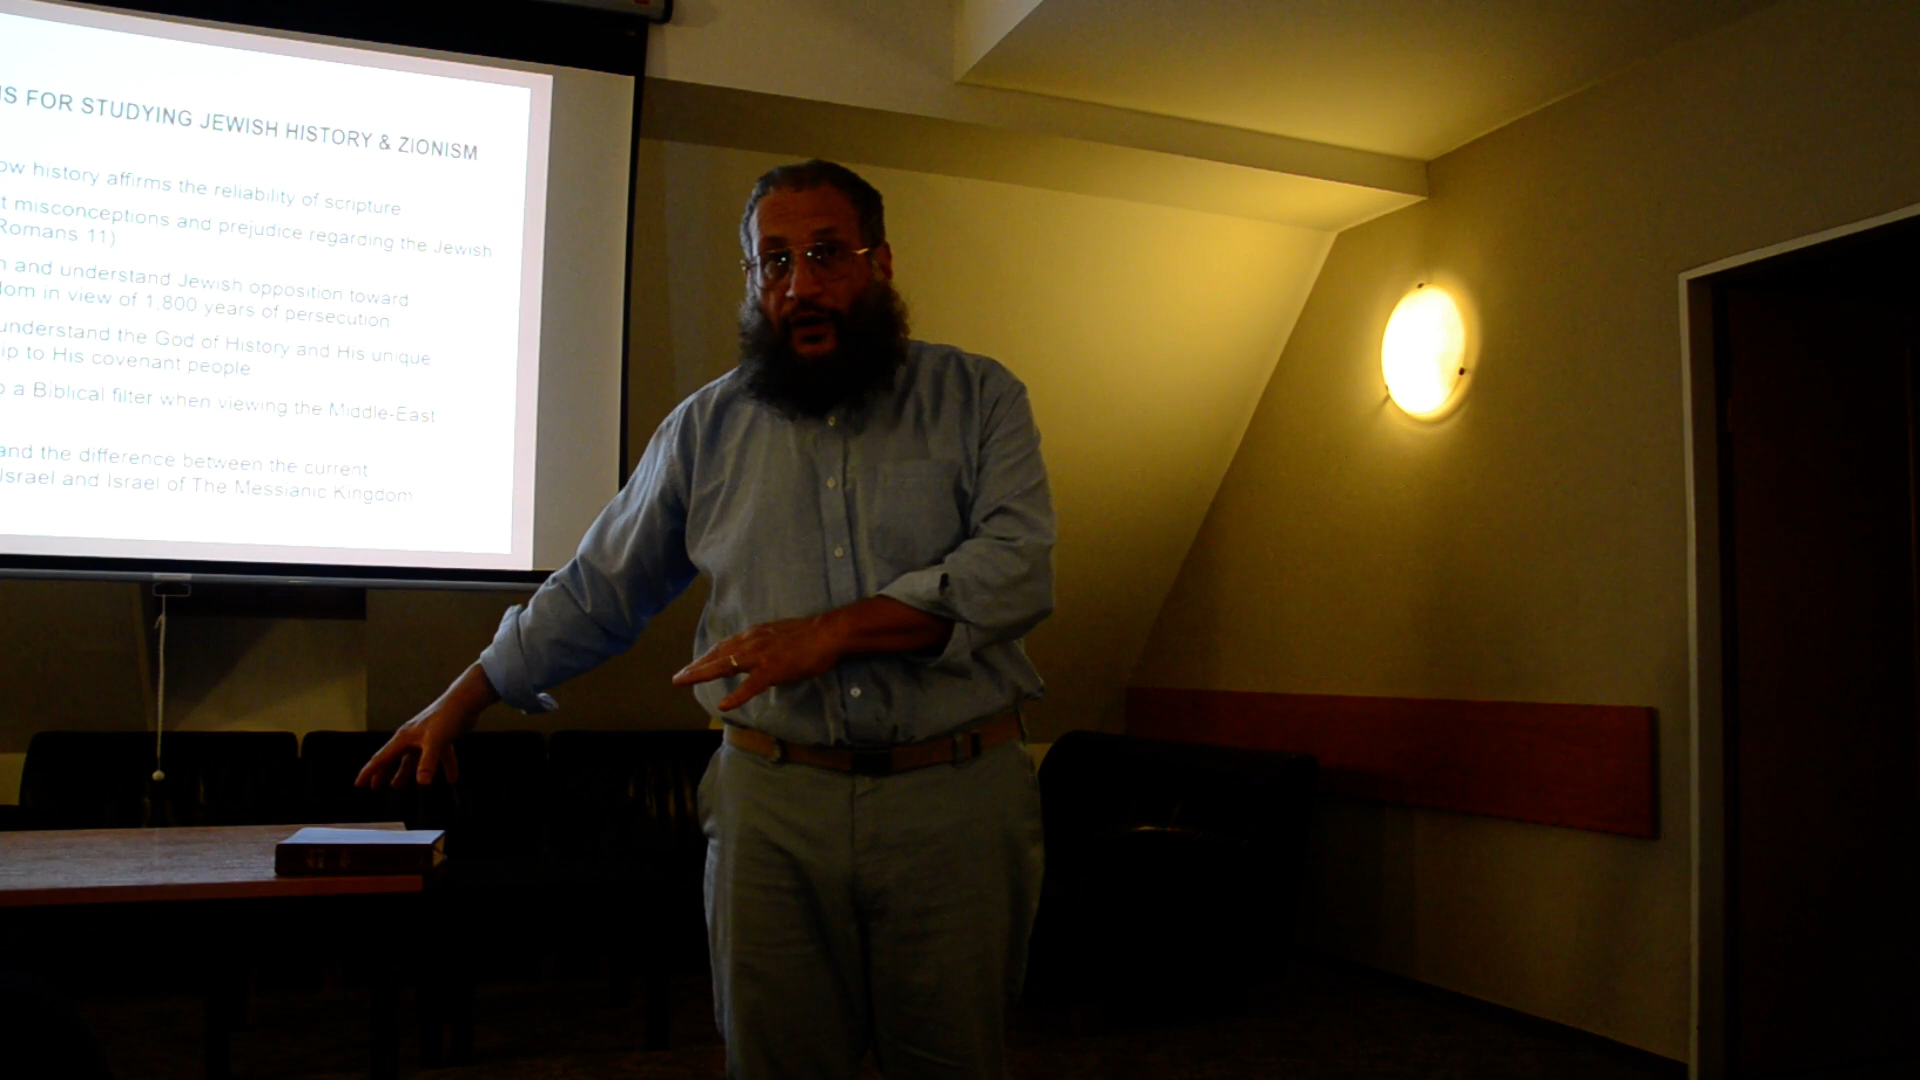 S FOR STUDYING JEWISH HISTORY & ZIONISM
ow history affirms the reliability of scripture
t misconceptions and prejudice regarding the Jewish
Romans 11)
n and understand Jewish opposition toward
dom in view of 1,800 years of persecution
understand the God of History and His unique
ip to His covenant people
p a Biblical filter when viewing the Middle-East
and the difference between the current
Israel and Israel of The Messianic Kingdom